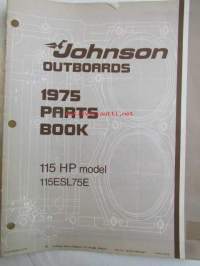 Johnson
OUTBOARDS
1975
PARTS
BOOK
115 HP model
115ESL75E